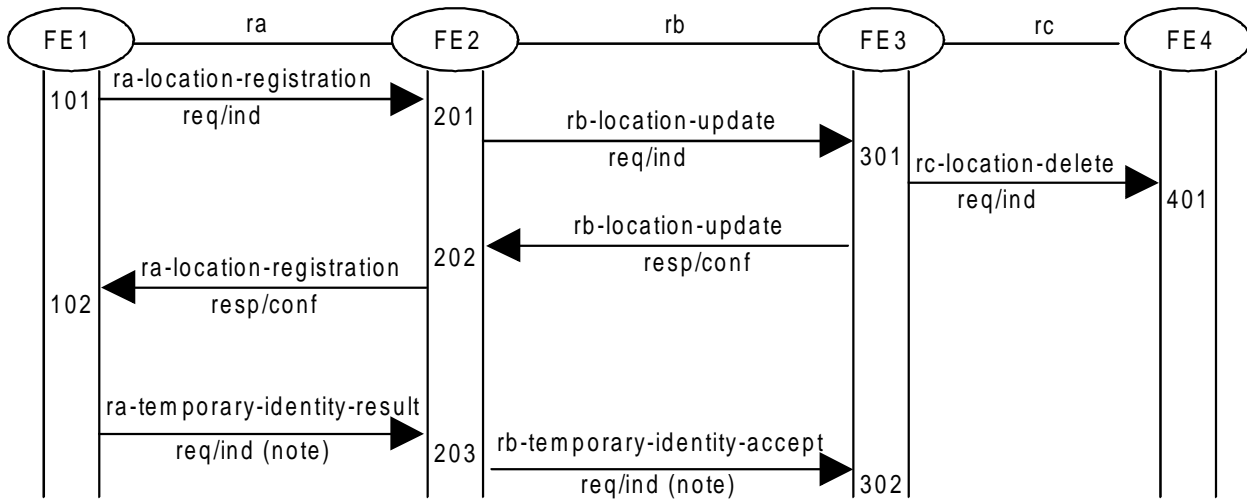 FE1
ra
FE2
rb
FE3
rc
FE4
ra-location-registration
101
req/ind
201
rb-location-update
req/ind
301
rc-location-delete
req/ind
401
rb-location-update
202
resp/conf
ra-location-registration
102
resp/conf
ra-temporary-identity-result
req/ind (note)
203
rb-temporary-identity-accept
req/ind (note)
302